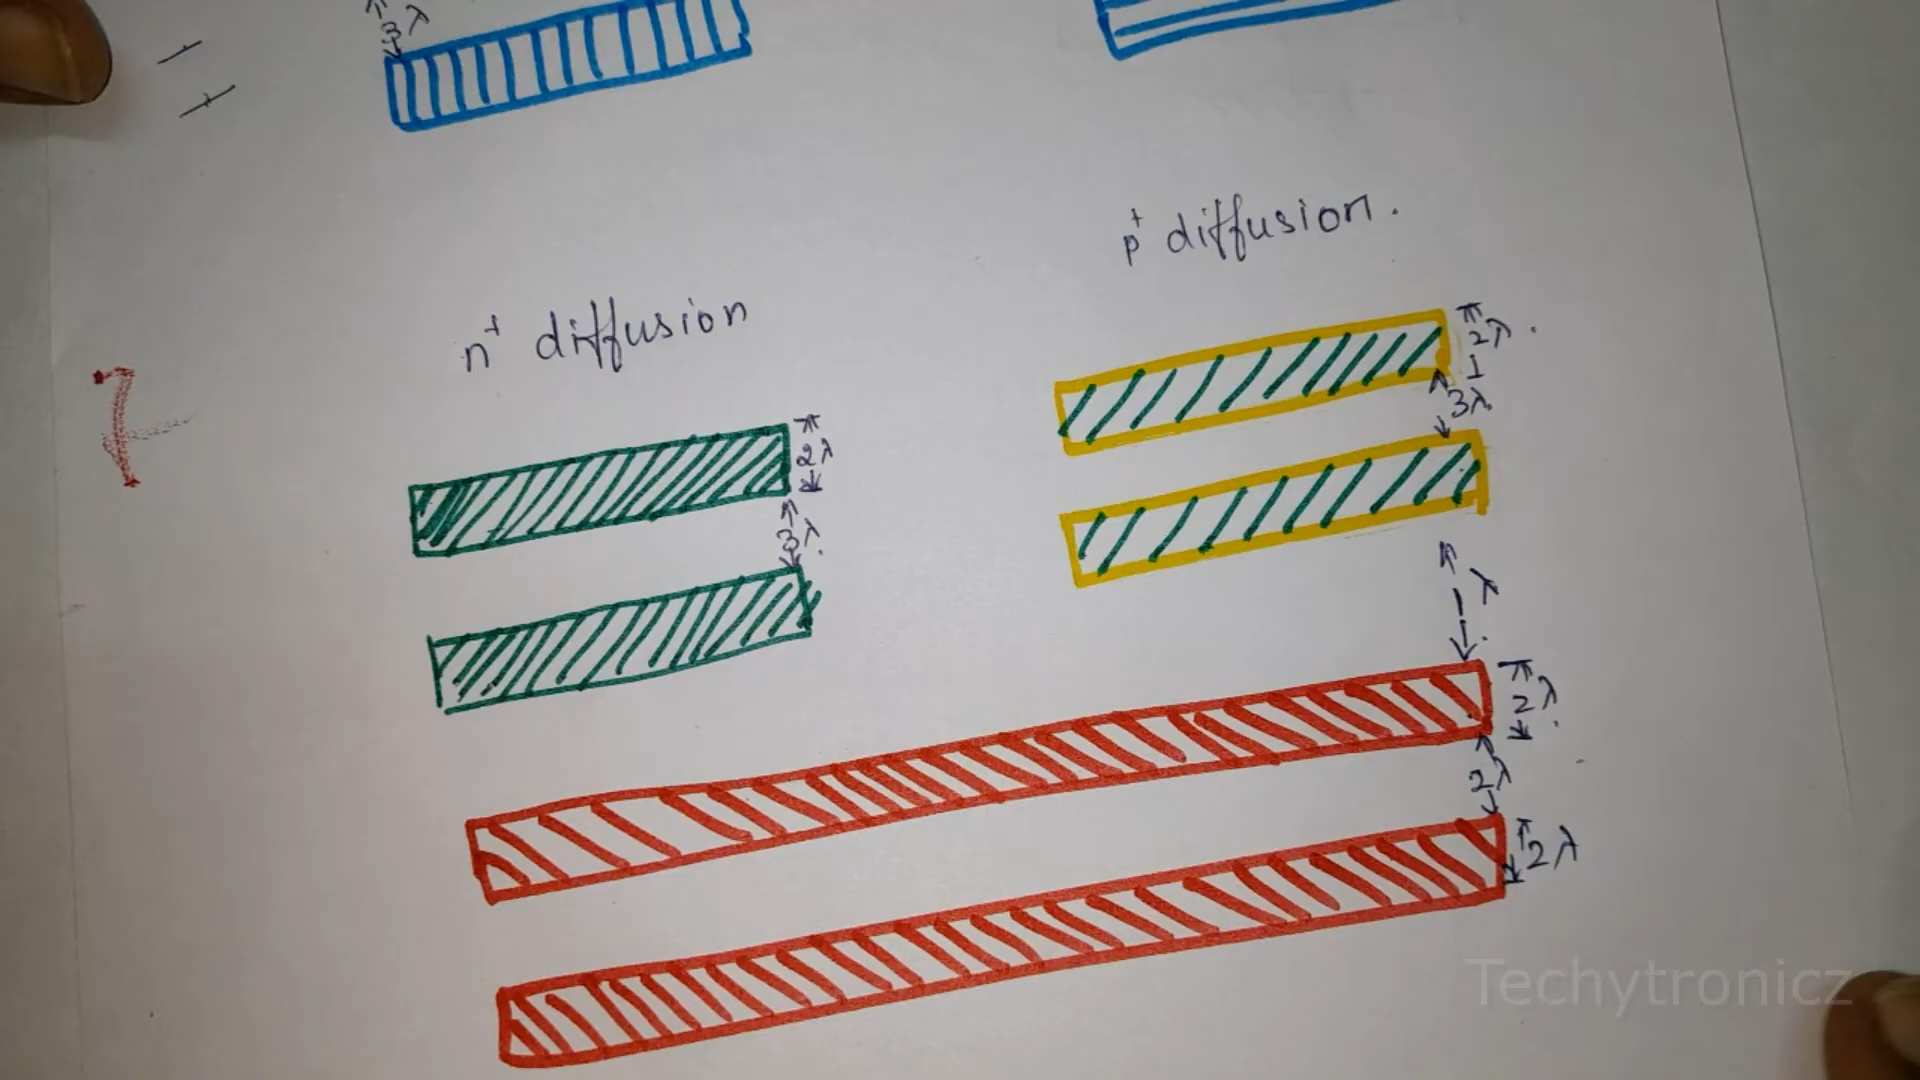 3λ
p⁺ diffusion.
n⁺ diffusion
2λ.
3λ
2λ
3λ.
λ
2λ.
2λ
2λ
Techytronicz